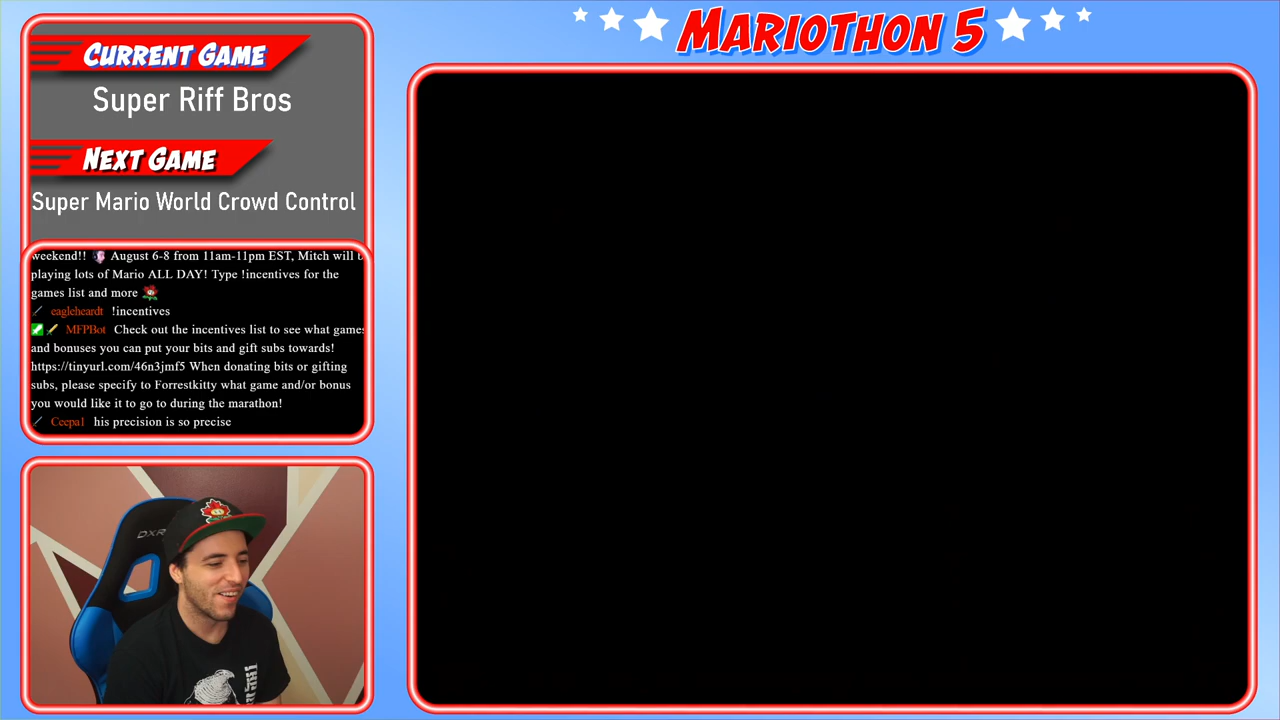 MARIOTHON 5
CURRENT GAME
Super Riff Bros
NEXT GAME
Super Mario World Crowd Control
weekend!! August 6-8 from 11am-11pm EST, Mitch will
playing lots of Mario ALL DAY! Type !incentives for the
games list and more
eagleheardt !incentives
MFPBot Check out the incentives list to see what games
and bonuses you can put your bits and gift subs towards!
https://tinyurl.com/46n3jmf5 When donating bits or gifting
subs, please specify to Forrestkitty what game and/or bonus
you would like it to go to during the marathon!
Ceepa1 his precision is so precise
DXR